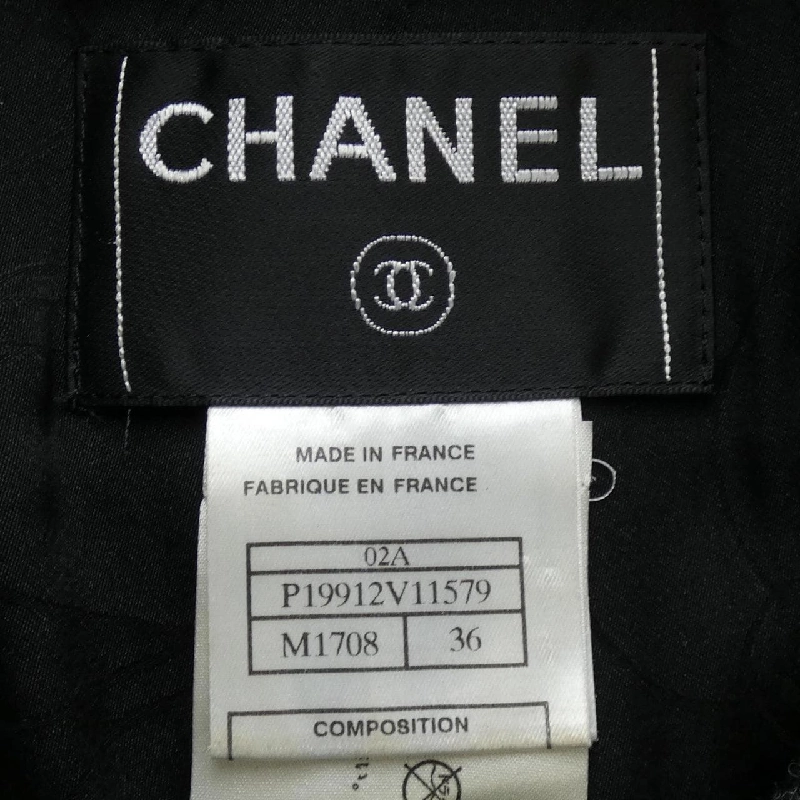 CHANEL
MADE IN FRANCE
FABRIQUE EN FRANCE
02A
P19912V11579
M1708 36
COMPOSITION